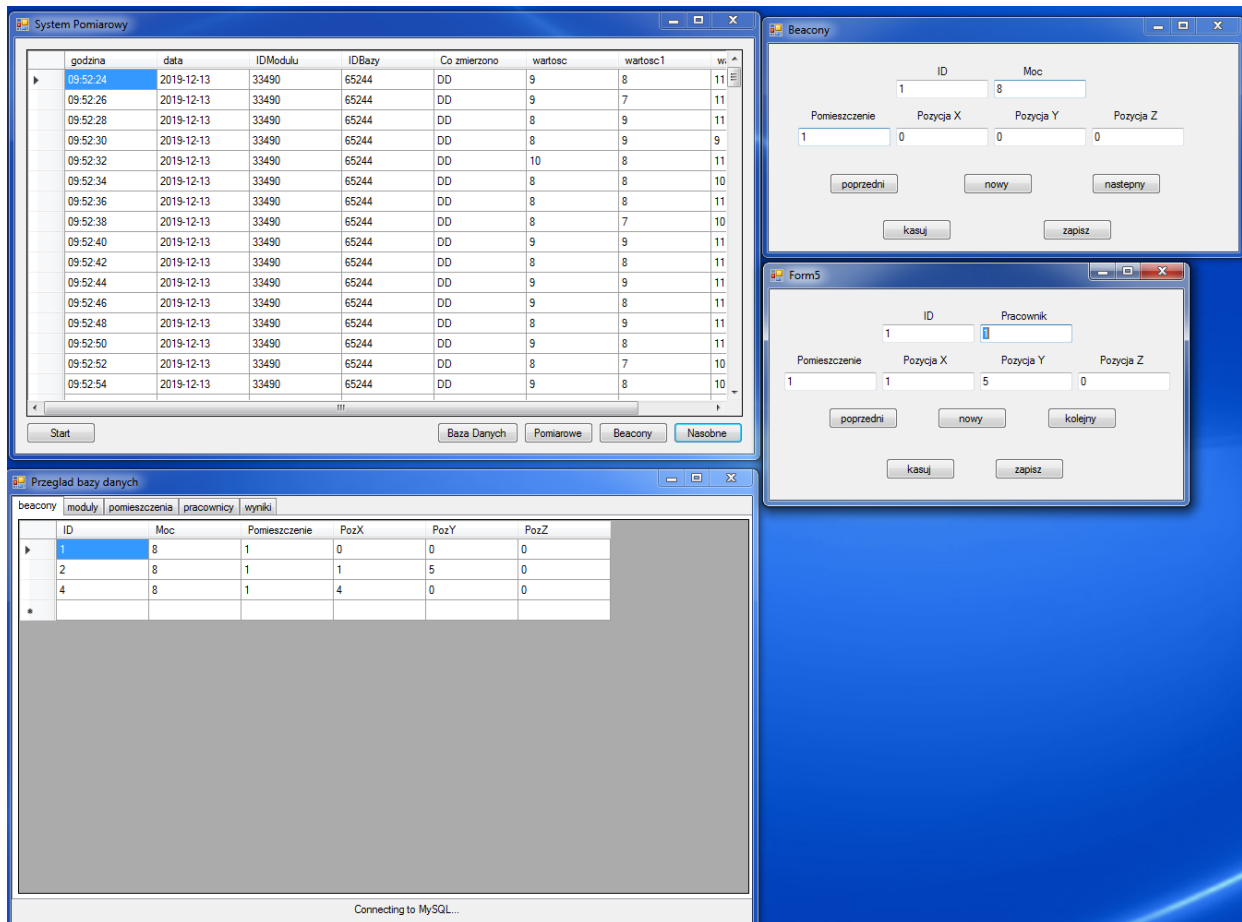 System Pomiarowy
godzina data IDModulu IDBazy Co zmierzono wartosc wartosc1
09:52:24 2019-12-13 33490 65244 DD 9 8 11
09:52:26 2019-12-13 33490 65244 DD 9 7 11
09:52:28 2019-12-13 33490 65244 DD 8 9 11
09:52:30 2019-12-13 33490 65244 DD 8 9 9
09:52:32 2019-12-13 33490 65244 DD 10 8 11
09:52:34 2019-12-13 33490 65244 DD 8 8 10
09:52:36 2019-12-13 33490 65244 DD 8 8 11
09:52:38 2019-12-13 33490 65244 DD 8 7 10
09:52:40 2019-12-13 33490 65244 DD 9 9 11
09:52:42 2019-12-13 33490 65244 DD 8 8 11
09:52:44 2019-12-13 33490 65244 DD 9 9 11
09:52:46 2019-12-13 33490 65244 DD 9 8 11
09:52:48 2019-12-13 33490 65244 DD 8 9 11
09:52:50 2019-12-13 33490 65244 DD 9 8 11
09:52:52 2019-12-13 33490 65244 DD 8 7 10
09:52:54 2019-12-13 33490 65244 DD 9 8 10
Start Baza Danych Pomiarowe Beacony Nasobne
Beacony
ID Moc
1 8
Pomieszczenie Pozycja X Pozycja Y Pozycja Z
1 0 0 0
poprzedni nowy nastepny
kasuj zapisz
Form5
ID Pracownik
1 1
Pomieszczenie Pozycja X Pozycja Y Pozycja Z
1 1 5 0
poprzedni nowy kolejny
kasuj zapisz
Przeglad bazy danych
beacony moduly pomieszczenia pracownicy wyniki
ID Moc Pomieszczenie PozX PozY PozZ
1 8 1 0 0 0
2 8 1 1 5 0
4 8 1 4 0 0
Connecting to MySQL...